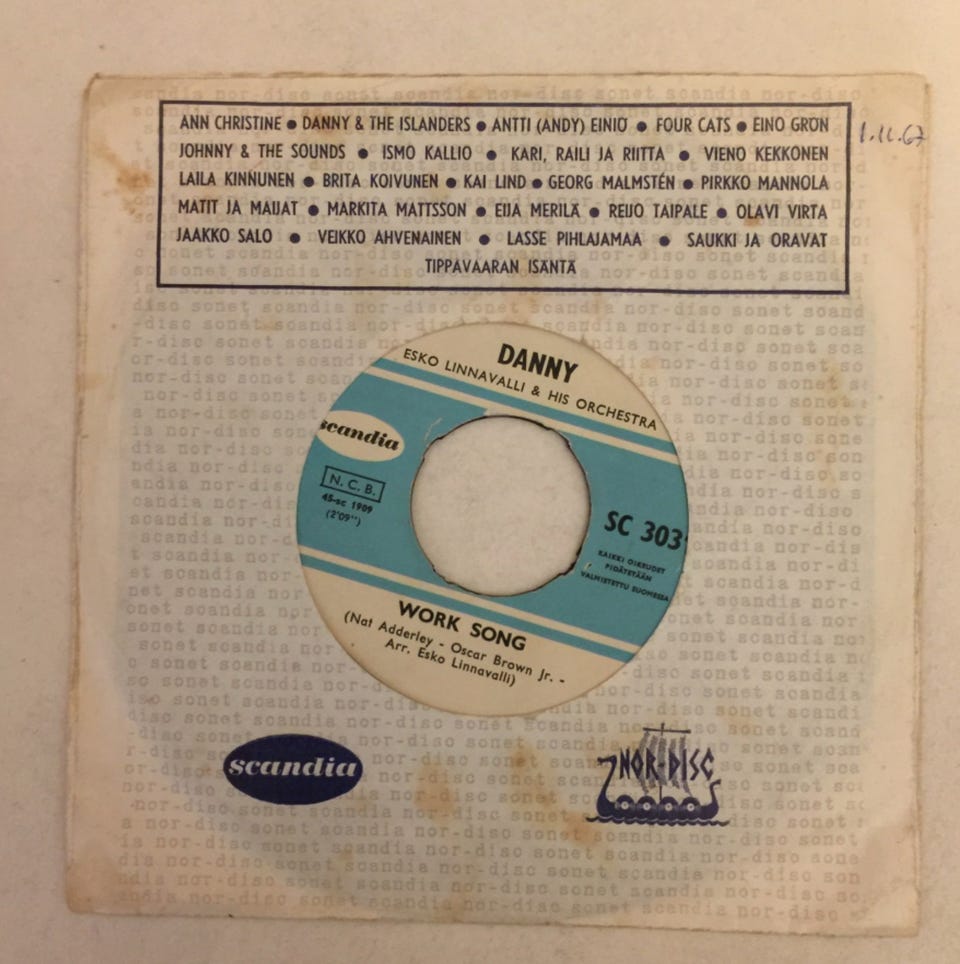 ANN CHRISTINE ● DANNY & THE ISLANDERS ● ANTTI (ANDY) EINIÖ ● FOUR CATS ● EINO GRÖN
1.11.67
JOHNNY & THE SOUNDS ● ISMO KALLIO ● KARI, RAILI JA RIITTA ● VIENO KEKKONEN
LAILA KINNUNEN ● BRITA KOIVUNEN ● KAI LIND ● GEORG MALMSTÉN ● PIRKKO MANNOLA
MATIT JA MAIJAT ● MARKITA MATTSSON ● EIJA MERILÄ ● REIJO TAIPALE ● OLAVI VIRTA
JAAKKO SALO ● VEIKKO AHVENAINEN ● LASSE PIHLAJAMAA ● SAUKKI JA ORAVAT
TIPPAVAARAN ISÄNTÄ
DANNY
ESKO LINNAVALLI & HIS ORCHESTRA
scandia
N. C. B.
45-sc 1909
(2'09'')
SC 303
KAIKKI OIKEUDET
PIDÄTETÄÄN
VALMISTETTU SUOMESSA
WORK SONG
(Nat Adderley - Oscar Brown Jr. -
Arr. Esko Linnavalli)
scandia
NOR-DISC